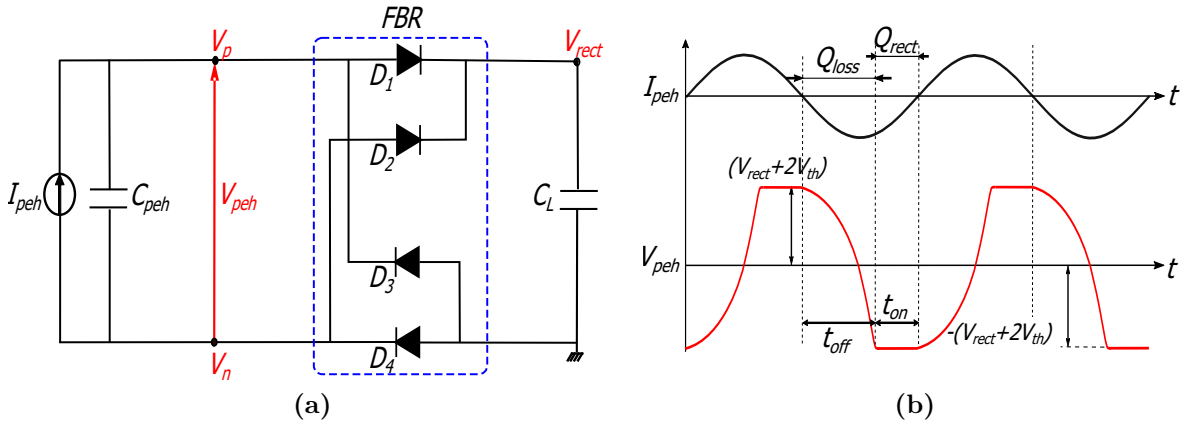 FBR
V_p
V_rect
D_1
D_2
I_peh
C_peh
V_peh
C_L
D_3
D_4
V_n
(a)
Q_rect
Q_loss
I_peh
t
(V_rect+2V_th)
V_peh
t
t_on
t_off
-(V_rect+2V_th)
(b)